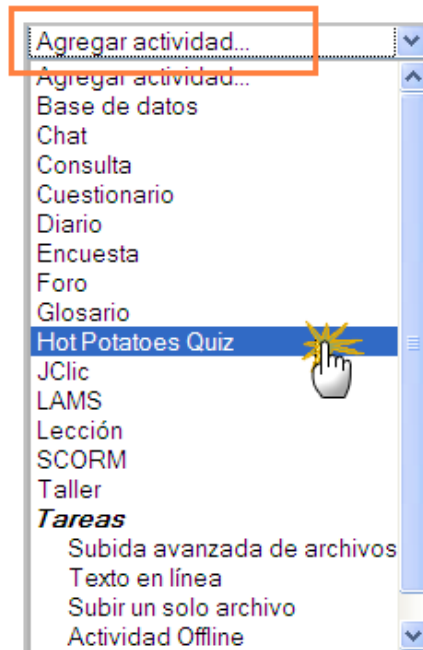 Agregar actividad...
Agregar actividad...
Base de datos
Chat
Consulta
Cuestionario
Diario
Encuesta
Foro
Glosario
Hot Potatoes Quiz
JClic
LAMS
Lección
SCORM
Taller
Tareas
Subida avanzada de archivos
Texto en línea
Subir un solo archivo
Actividad Offline